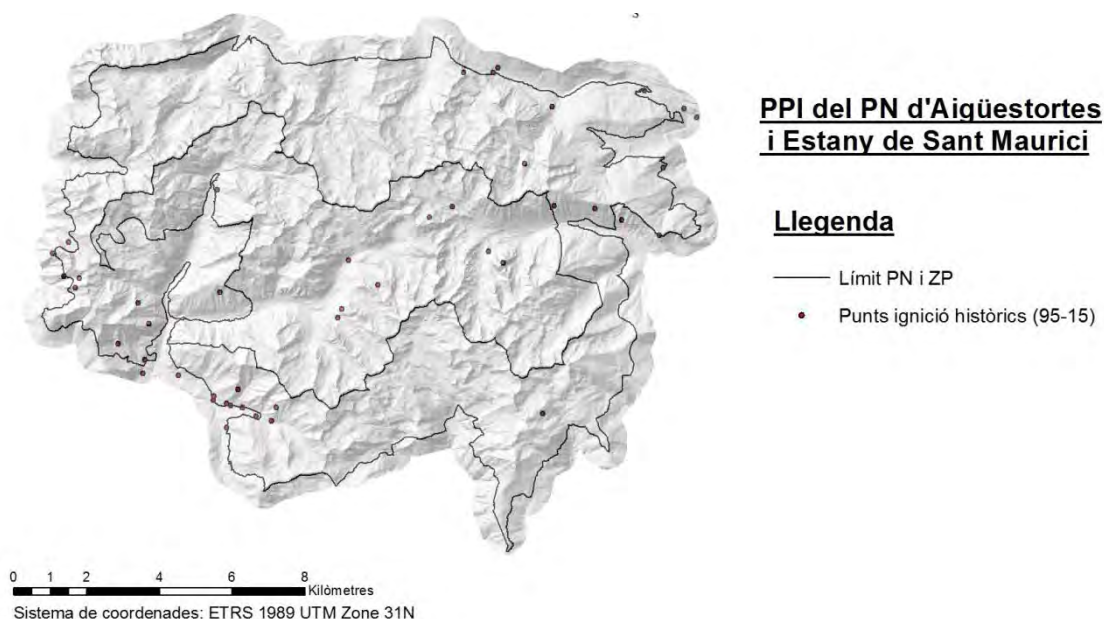 PPI del PN d'Aigüestortes
i Estany de Sant Maurici
Llegenda
Límit PN i ZP
Punts ignició històrics (95-15)
0 1 2 4 6 8
Kilòmetres
Sistema de coordenades: ETRS 1989 UTM Zone 31N